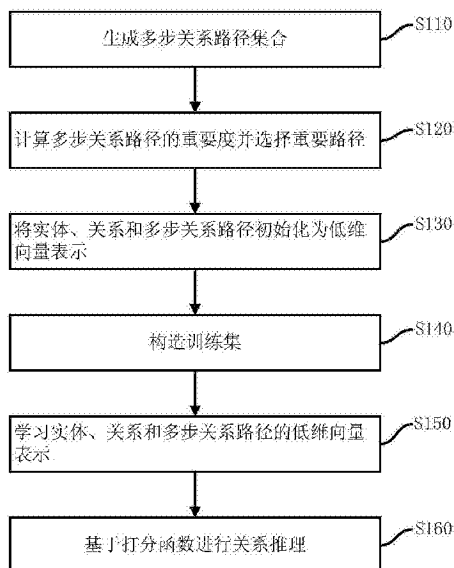 生成多步关系路径集合
S110
计算多步关系路径的重要度并选择重要路径
S120
将实体、关系和多步关系路径初始化为低维
向量表示
S130
构造训练集
S140
学习实体、关系和多步关系路径的低维向量
表示
S150
基于打分函数进行关系推理
S160